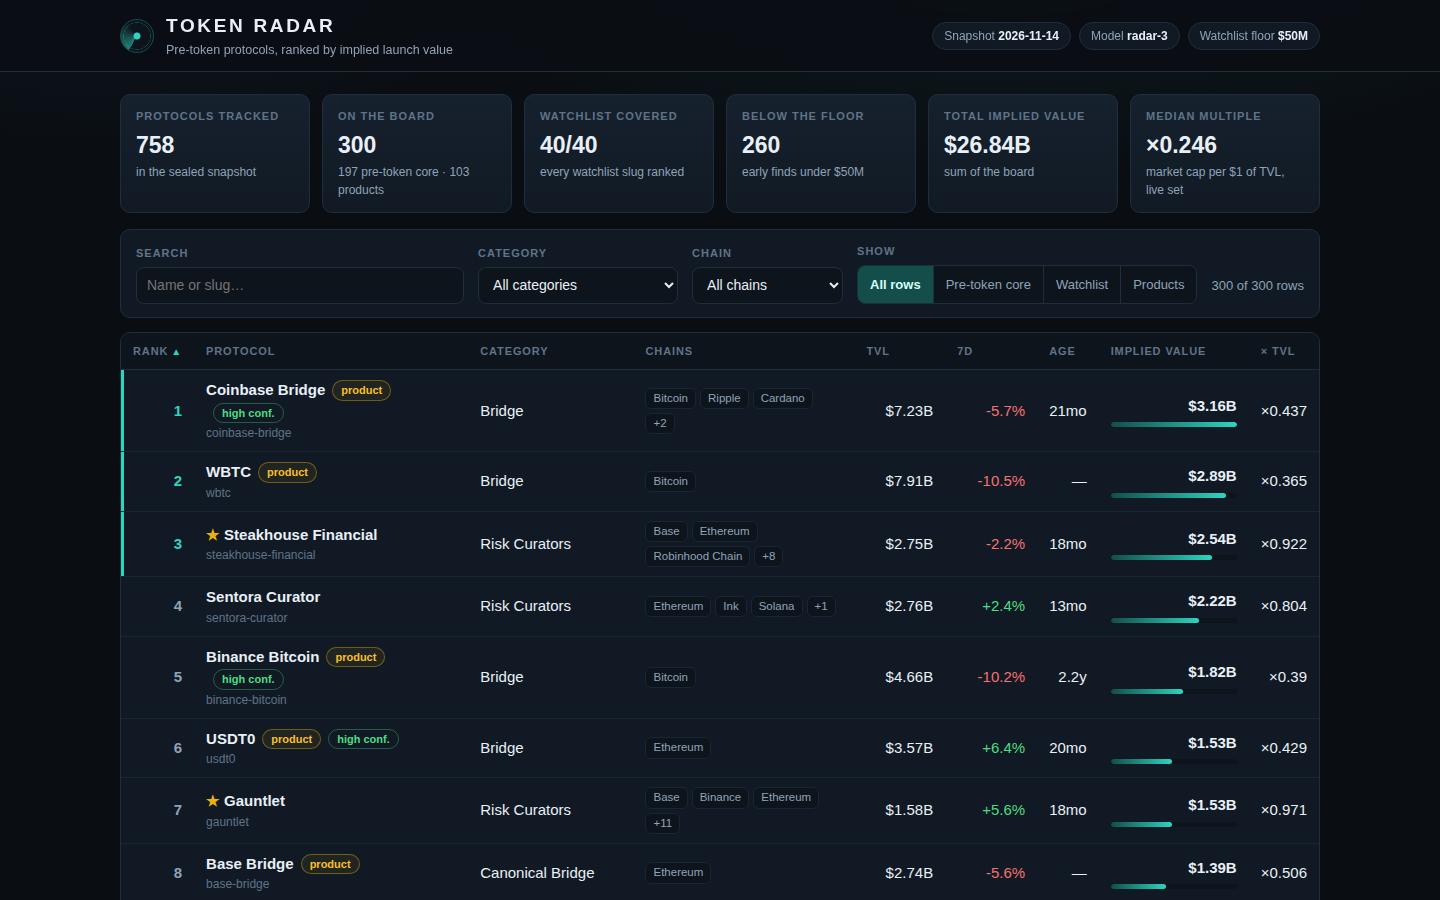 TOKEN RADAR
Pre-token protocols, ranked by implied launch value
Snapshot 2026-11-14
Model radar-3
Watchlist floor $50M
PROTOCOLS TRACKED
758
in the sealed snapshot
ON THE BOARD
300
197 pre-token core · 103
products
WATCHLIST COVERED
40/40
every watchlist slug ranked
BELOW THE FLOOR
260
early finds under $50M
TOTAL IMPLIED VALUE
$26.84B
sum of the board
MEDIAN MULTIPLE
×0.246
market cap per $1 of TVL,
live set
SEARCH
Name or slug…
CATEGORY
All categories
CHAIN
All chains
SHOW
All rows Pre-token core Watchlist Products
300 of 300 rows
RANK ▲ PROTOCOL CATEGORY CHAINS TVL 7D AGE IMPLIED VALUE × TVL
1 Coinbase Bridge product
high conf.
coinbase-bridge
Bridge
Bitcoin Ripple Cardano
+2
$7.23B -5.7% 21mo $3.16B ×0.437
2 WBTC product
wbtc
Bridge
Bitcoin
$7.91B -10.5% — $2.89B ×0.365
3 ★ Steakhouse Financial
steakhouse-financial
Risk Curators
Base Ethereum
Robinhood Chain +8
$2.75B -2.2% 18mo $2.54B ×0.922
4 Sentora Curator
sentora-curator
Risk Curators
Ethereum Ink Solana +1
$2.76B +2.4% 13mo $2.22B ×0.804
5 Binance Bitcoin product
high conf.
binance-bitcoin
Bridge
Bitcoin
$4.66B -10.2% 2.2y $1.82B ×0.39
6 USDT0 product high conf.
usdt0
Bridge
Ethereum
$3.57B +6.4% 20mo $1.53B ×0.429
7 ★ Gauntlet
gauntlet
Risk Curators
Base Binance Ethereum
+11
$1.58B +5.6% 18mo $1.53B ×0.971
8 Base Bridge product
base-bridge
Canonical Bridge
Ethereum
$2.74B -5.6% — $1.39B ×0.506